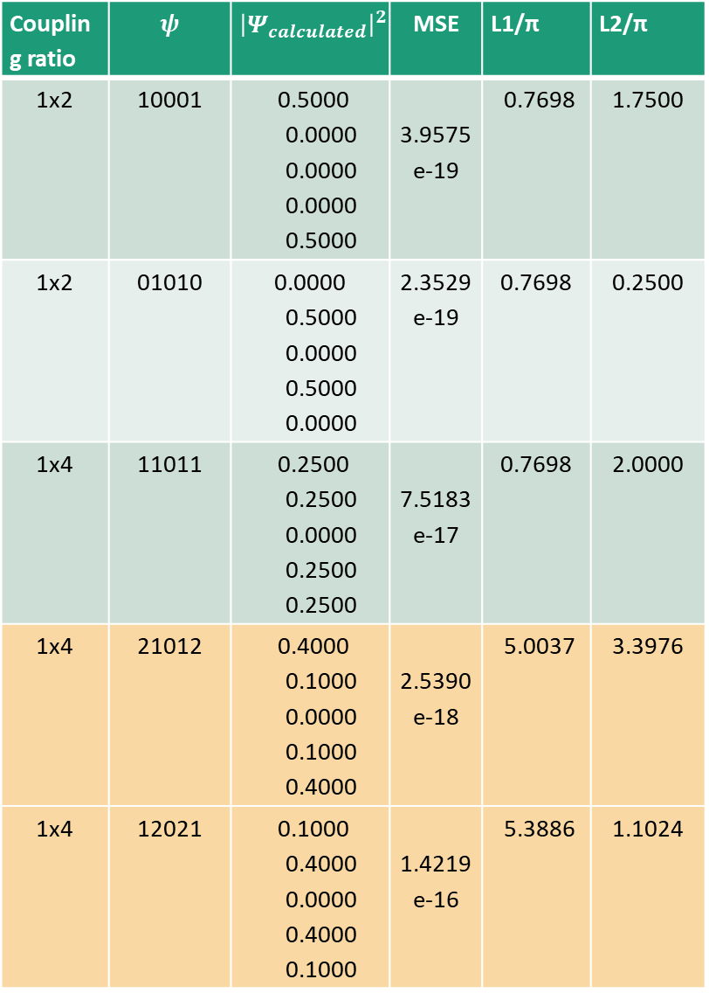 Couplin
g ratio
ψ
|Ψcalculated|²
MSE
L1/π
L2/π
1x2
10001
0.5000
0.0000
0.0000
0.0000
0.5000
3.9575
e-19
0.7698
1.7500
1x2
01010
0.0000
0.5000
0.0000
0.5000
0.0000
2.3529
e-19
0.7698
0.2500
1x4
11011
0.2500
0.2500
0.0000
0.2500
0.2500
7.5183
e-17
0.7698
2.0000
1x4
21012
0.4000
0.1000
0.0000
0.1000
0.4000
2.5390
e-18
5.0037
3.3976
1x4
12021
0.1000
0.4000
0.0000
0.4000
0.1000
1.4219
e-16
5.3886
1.1024